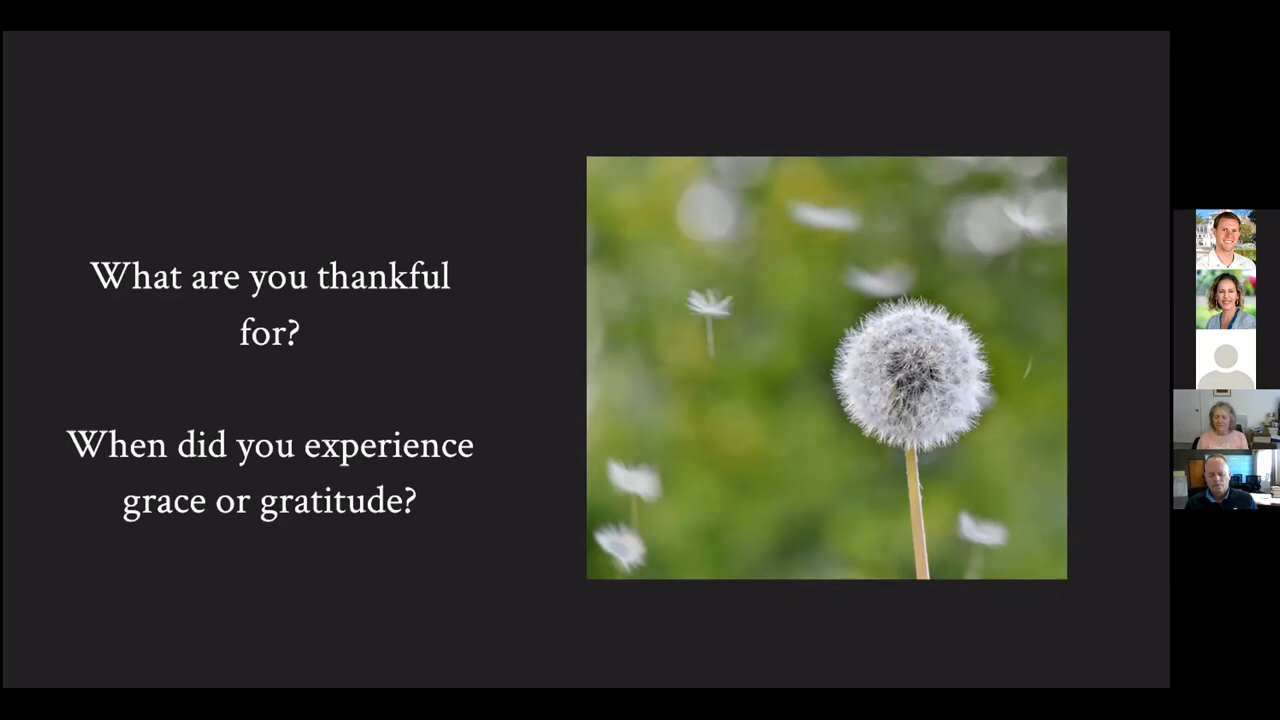 What are you thankful
for?
When did you experience
grace or gratitude?